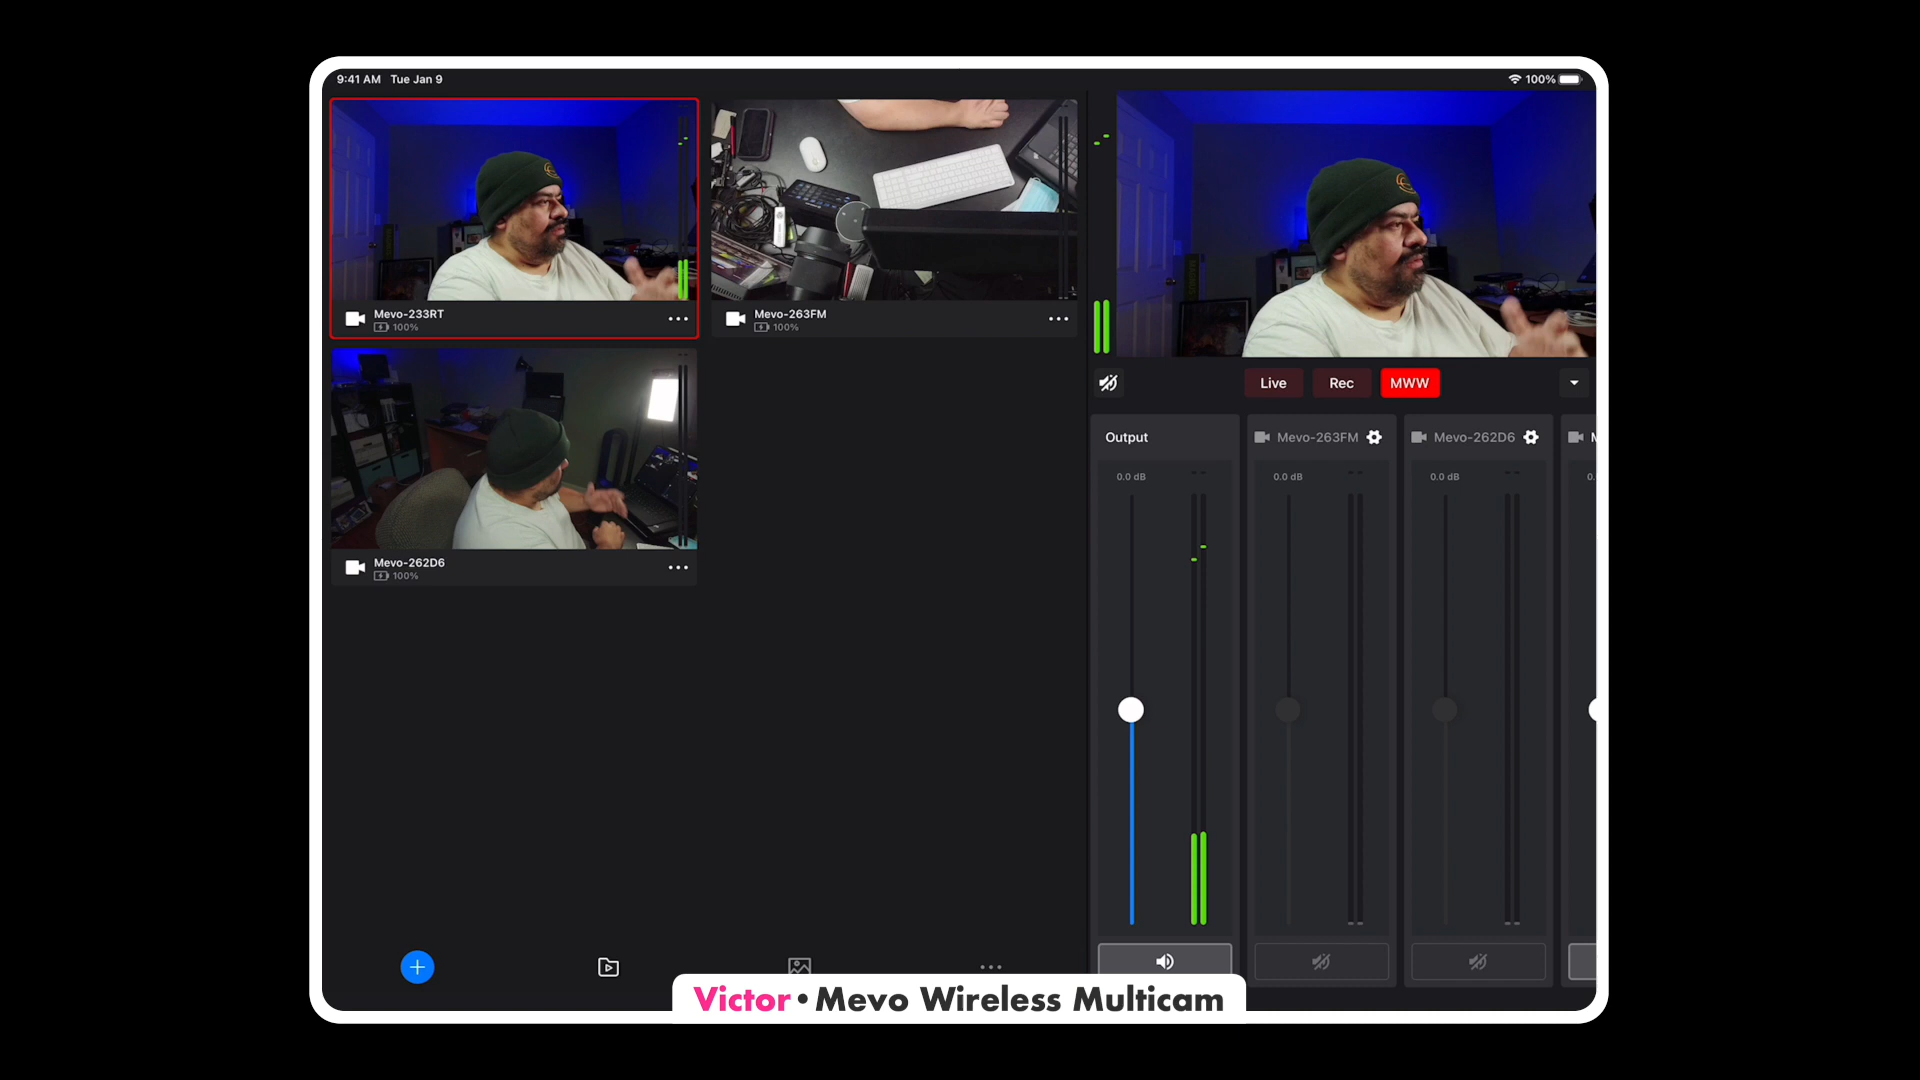 9:41 AM Tue Jan 9
100%
Mevo-233RT
100%
Mevo-263FM
100%
Mevo-262D6
100%
Live
Rec
MWW
Output
Mevo-263FM
Mevo-262D6
0.0 dB
0.0 dB
0.0 dB
Victor • Mevo Wireless Multicam